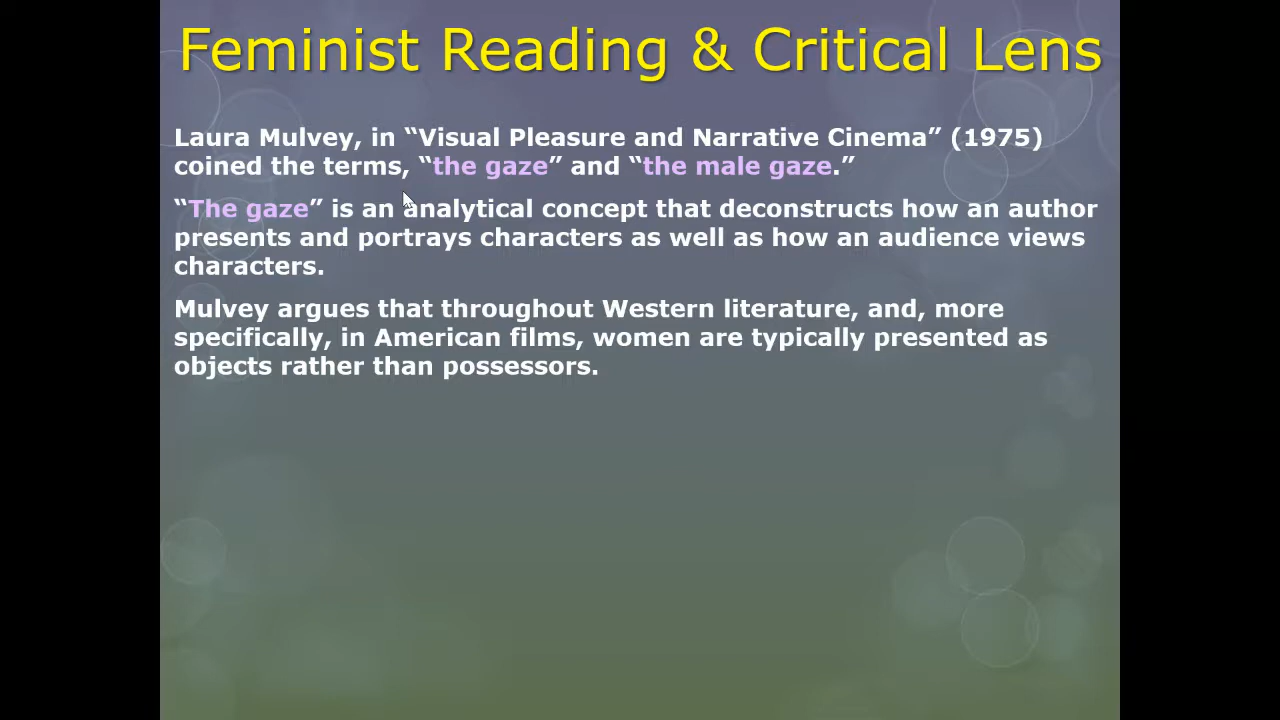 Feminist Reading & Critical Lens
Laura Mulvey, in “Visual Pleasure and Narrative Cinema” (1975)
coined the terms, “the gaze” and “the male gaze.”
“The gaze” is an analytical concept that deconstructs how an author
presents and portrays characters as well as how an audience views
characters.
Mulvey argues that throughout Western literature, and, more
specifically, in American films, women are typically presented as
objects rather than possessors.